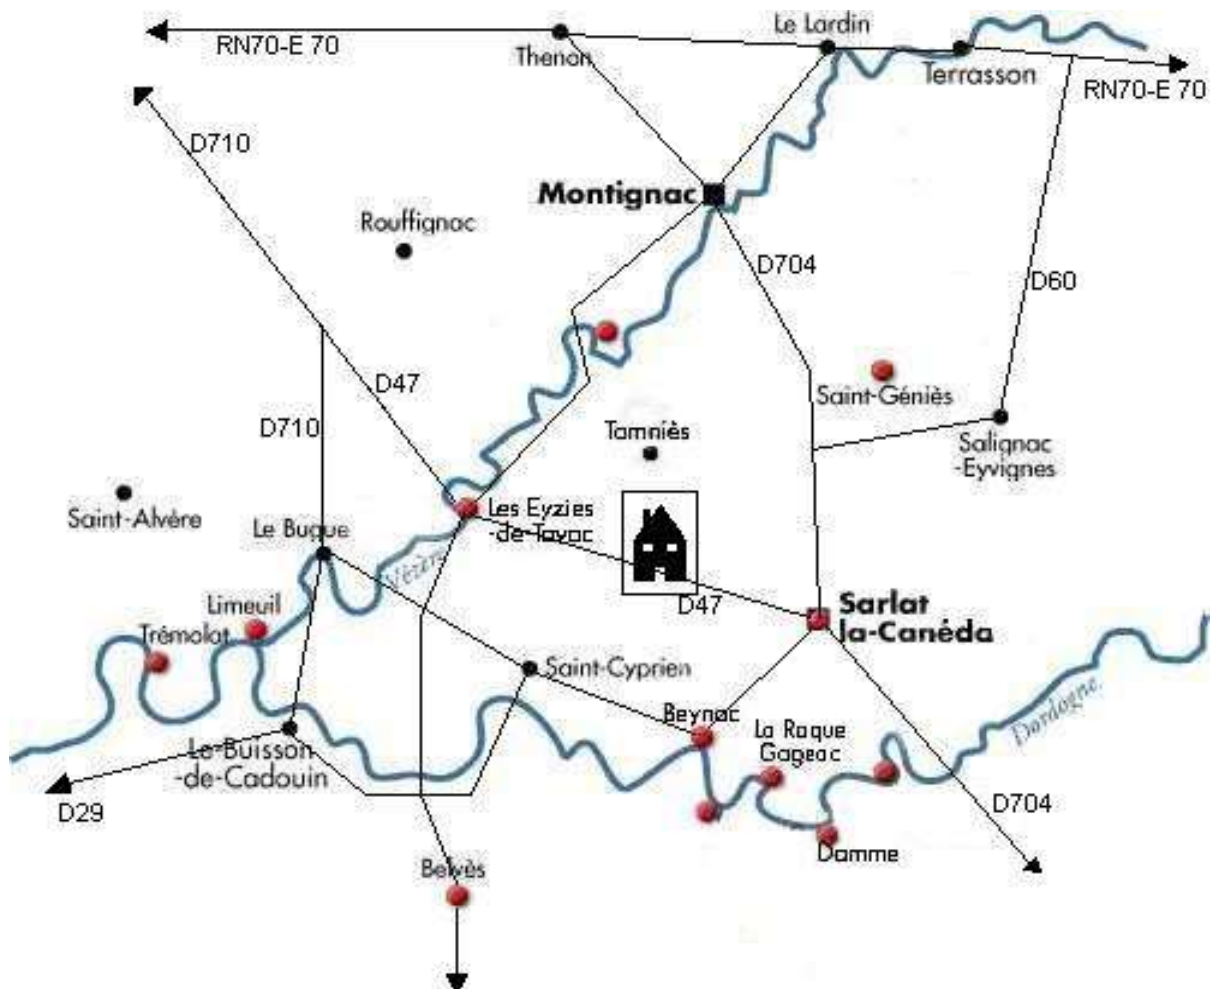 Le Lardin
RN70-E 70
Thenon
Terrasson
RN70-E 70
D710
Montignac
Rouffignac
D704
D60
D47
Saint-Géniès
D710
Tamniès
Salignac
-Eyvignes
Saint-Alvère
Les Eyzies
-de-Tayac
Le Bugue
Vézère
Limeuil
D47
Sarlat
la-Canéda
Trémolat
Saint-Cyprien
Beynac
La Roque
Gageac
Dordogne
Le-Buisson
-de-Cadouin
D29
D704
Domme
Belvès